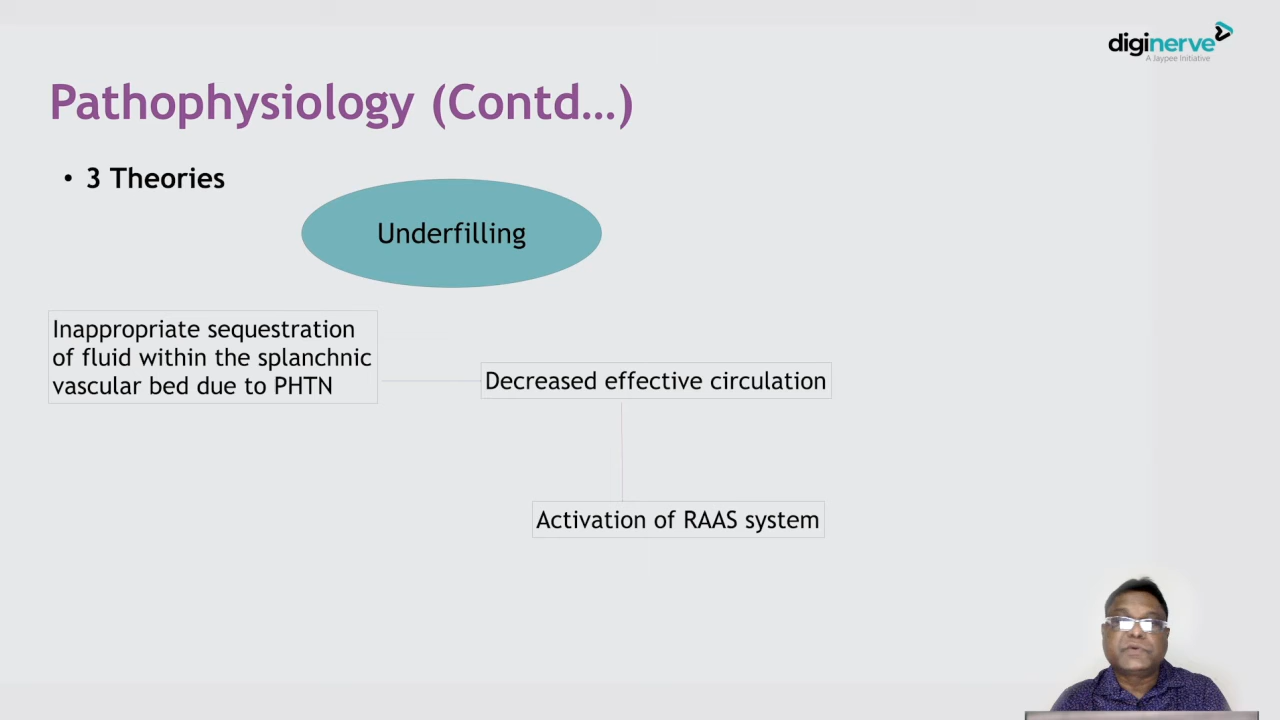 diginerve
A Jaypee Initiative
Pathophysiology (Contd...)
• 3 Theories
Underfilling
Inappropriate sequestration
of fluid within the splanchnic
vascular bed due to PHTN
Decreased effective circulation
Activation of RAAS system